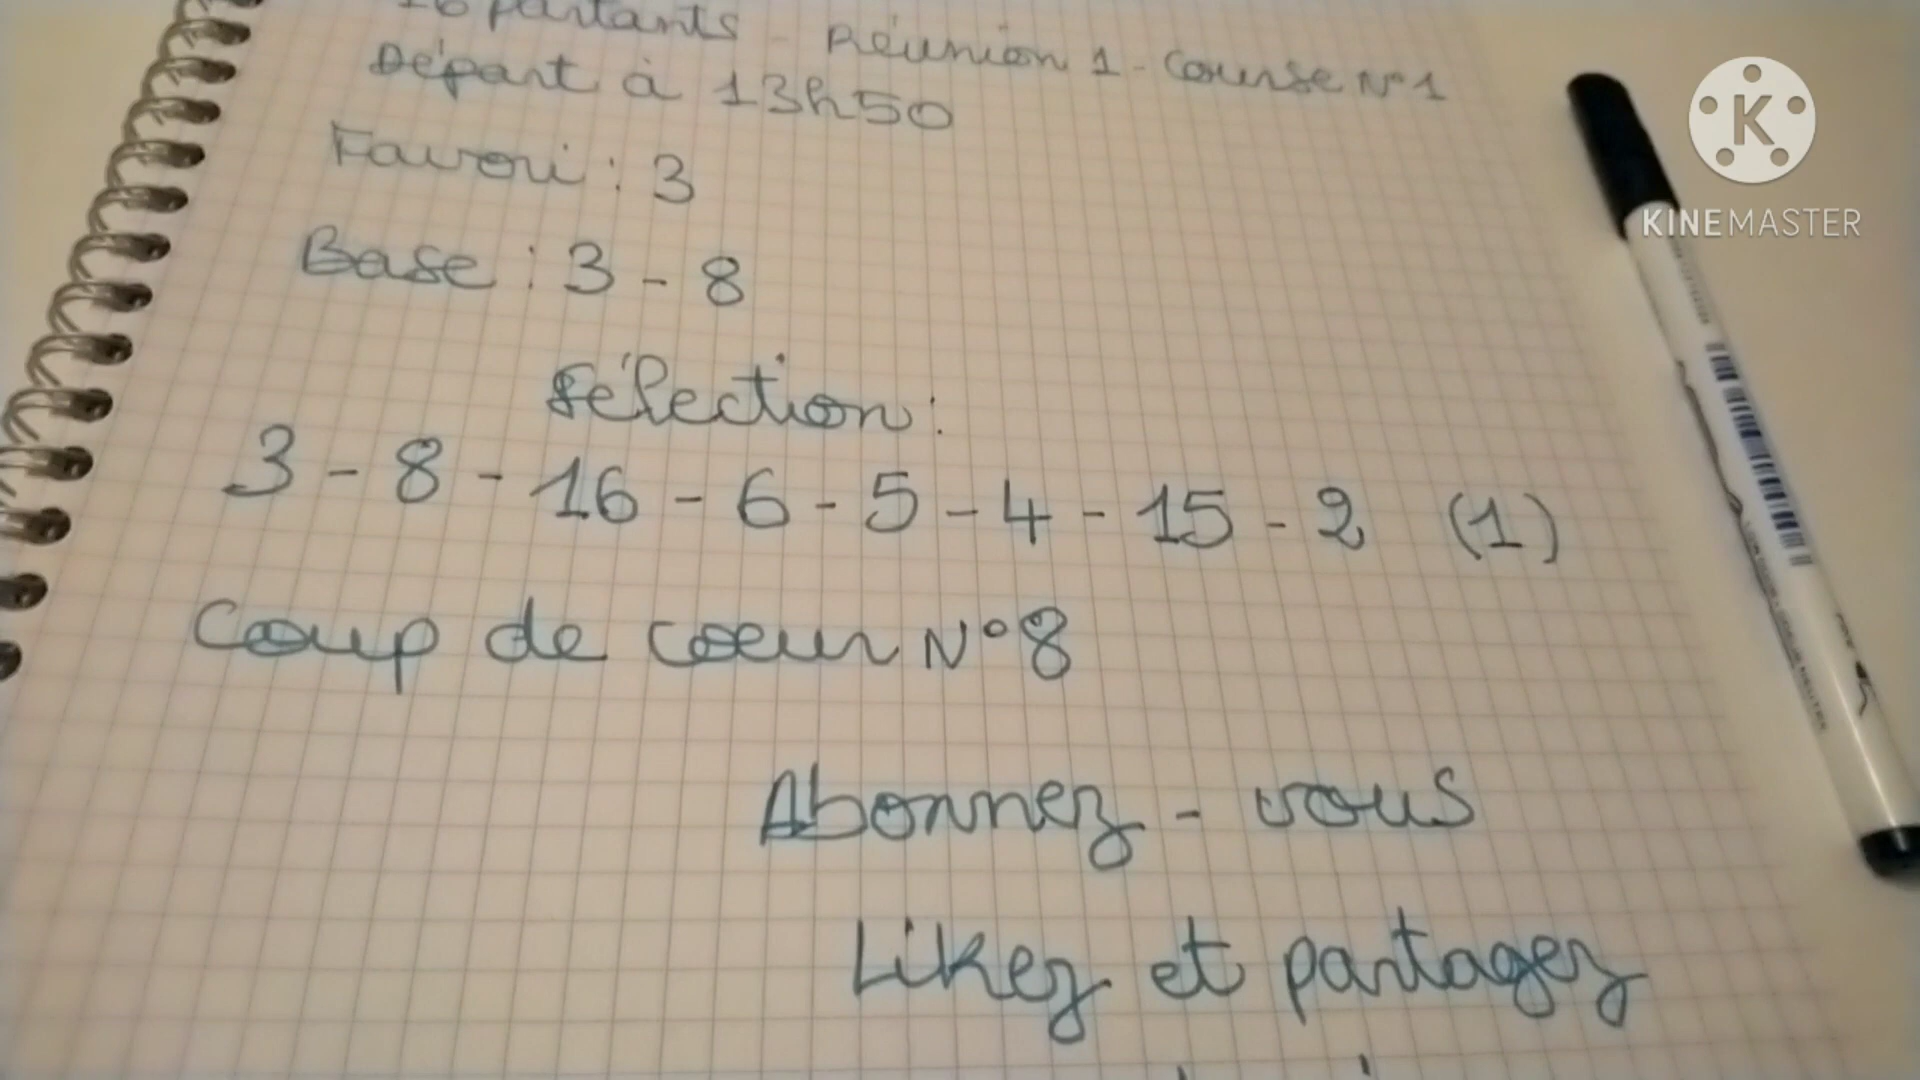 16 partants - Réunion 1 - Course N°1
Départ à 13h50
Favori : 3
Base : 3 - 8
Sélection :
3 - 8 - 16 - 6 - 5 - 4 - 15 - 2 (1)
Coup de coeur N°8
Abonnez - vous
Likez et partagez
K
KINEMASTER